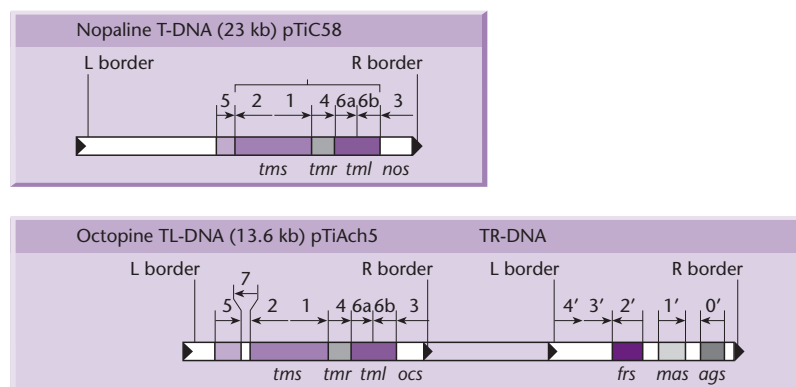 Nopaline T-DNA (23 kb) pTiC58
L border R border
5 2 1 4 6a 6b 3
tms tmr tml nos
Octopine TL-DNA (13.6 kb) pTiAch5 TR-DNA
L border R border L border R border
7
5 2 1 4 6a 6b 3 4′ 3′ 2′ 1′ 0′
tms tmr tml ocs frs mas ags